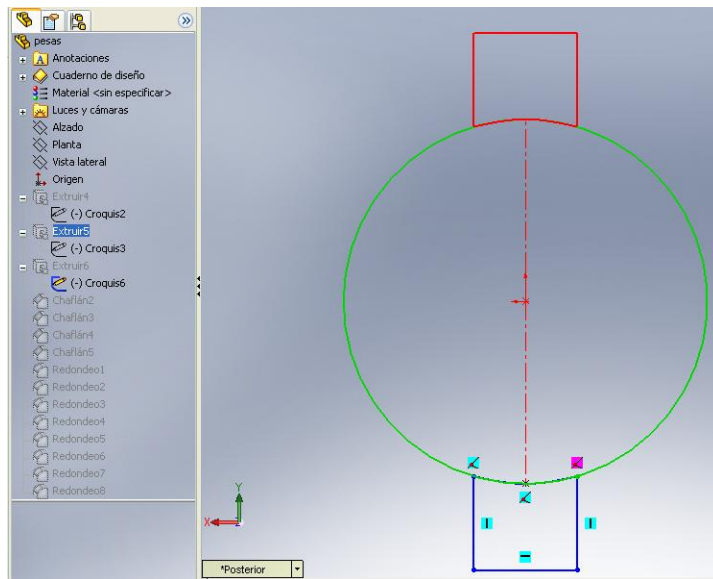 pesas
Anotaciones
Cuaderno de diseño
Material <sin especificar>
Luces y cámaras
Alzado
Planta
Vista lateral
Origen
Extruir4
(-) Croquis2
Extruir5
(-) Croquis3
Extruir6
(-) Croquis6
Chaflán2
Chaflán3
Chaflán4
Chaflán5
Redondeo1
Redondeo2
Redondeo3
Redondeo4
Redondeo5
Redondeo6
Redondeo7
Redondeo8
Y
X
*Posterior